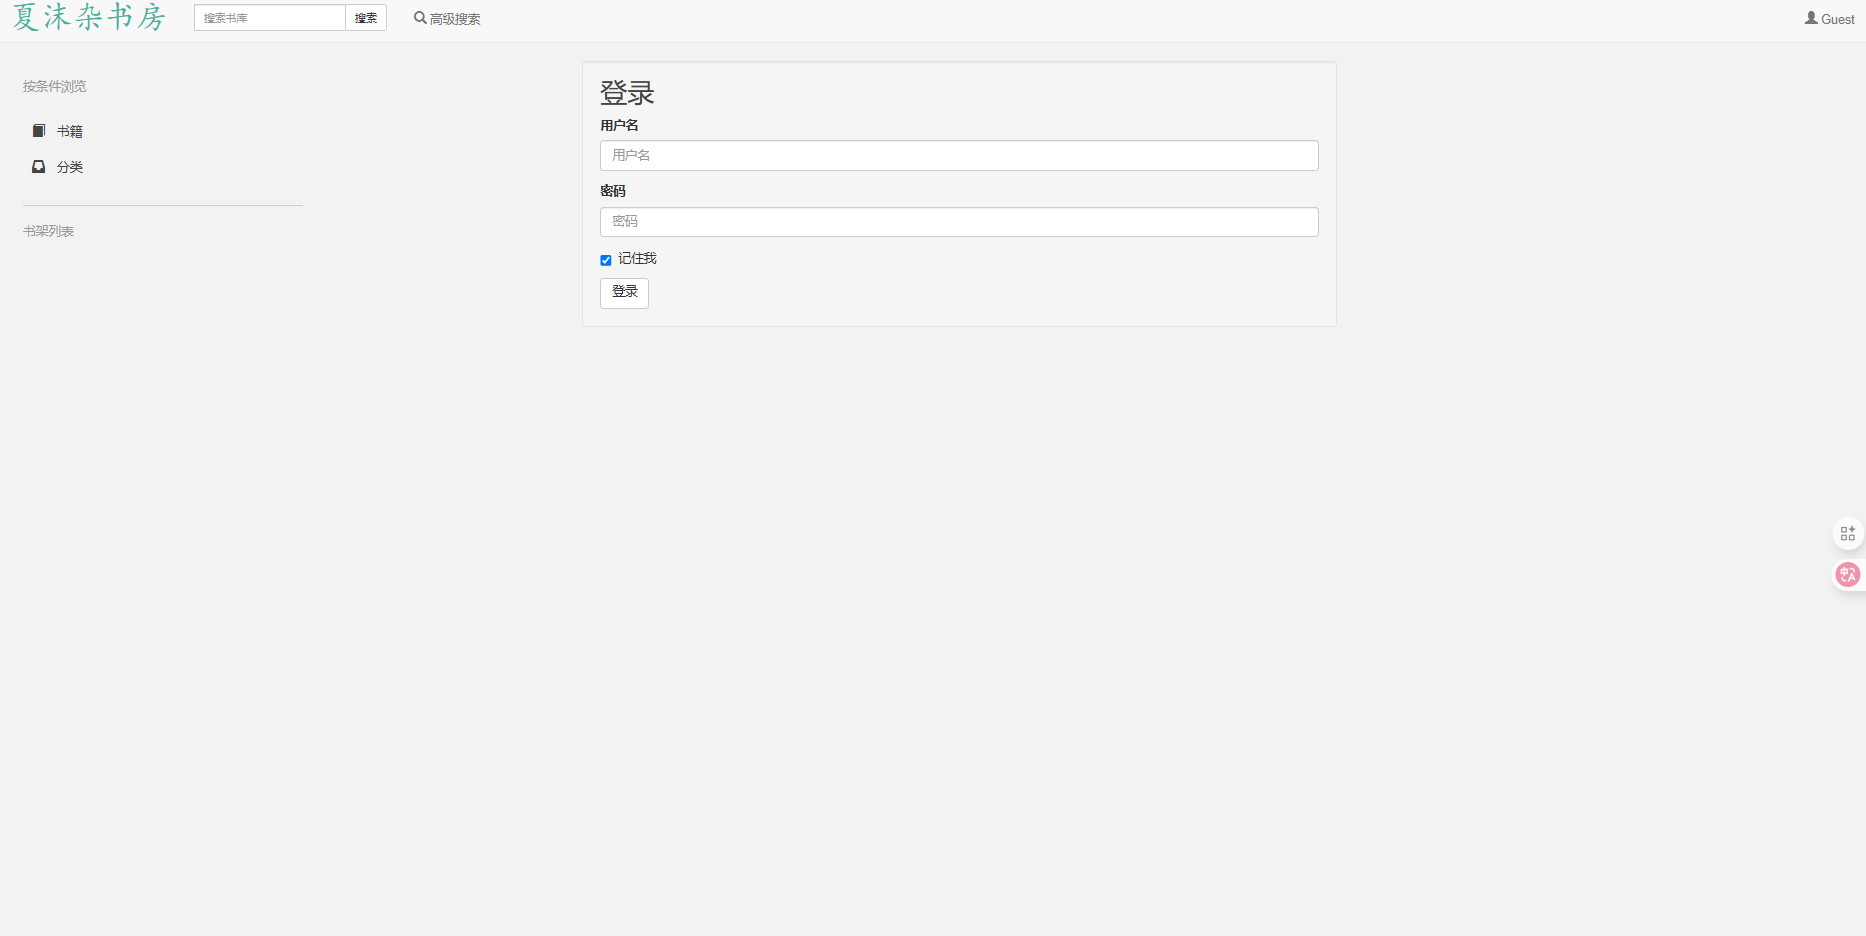 夏沫杂书房
搜索书库 搜索 高级搜索 Guest
按条件浏览
书籍
分类
书架列表
登录
用户名
用户名
密码
密码
记住我
登录